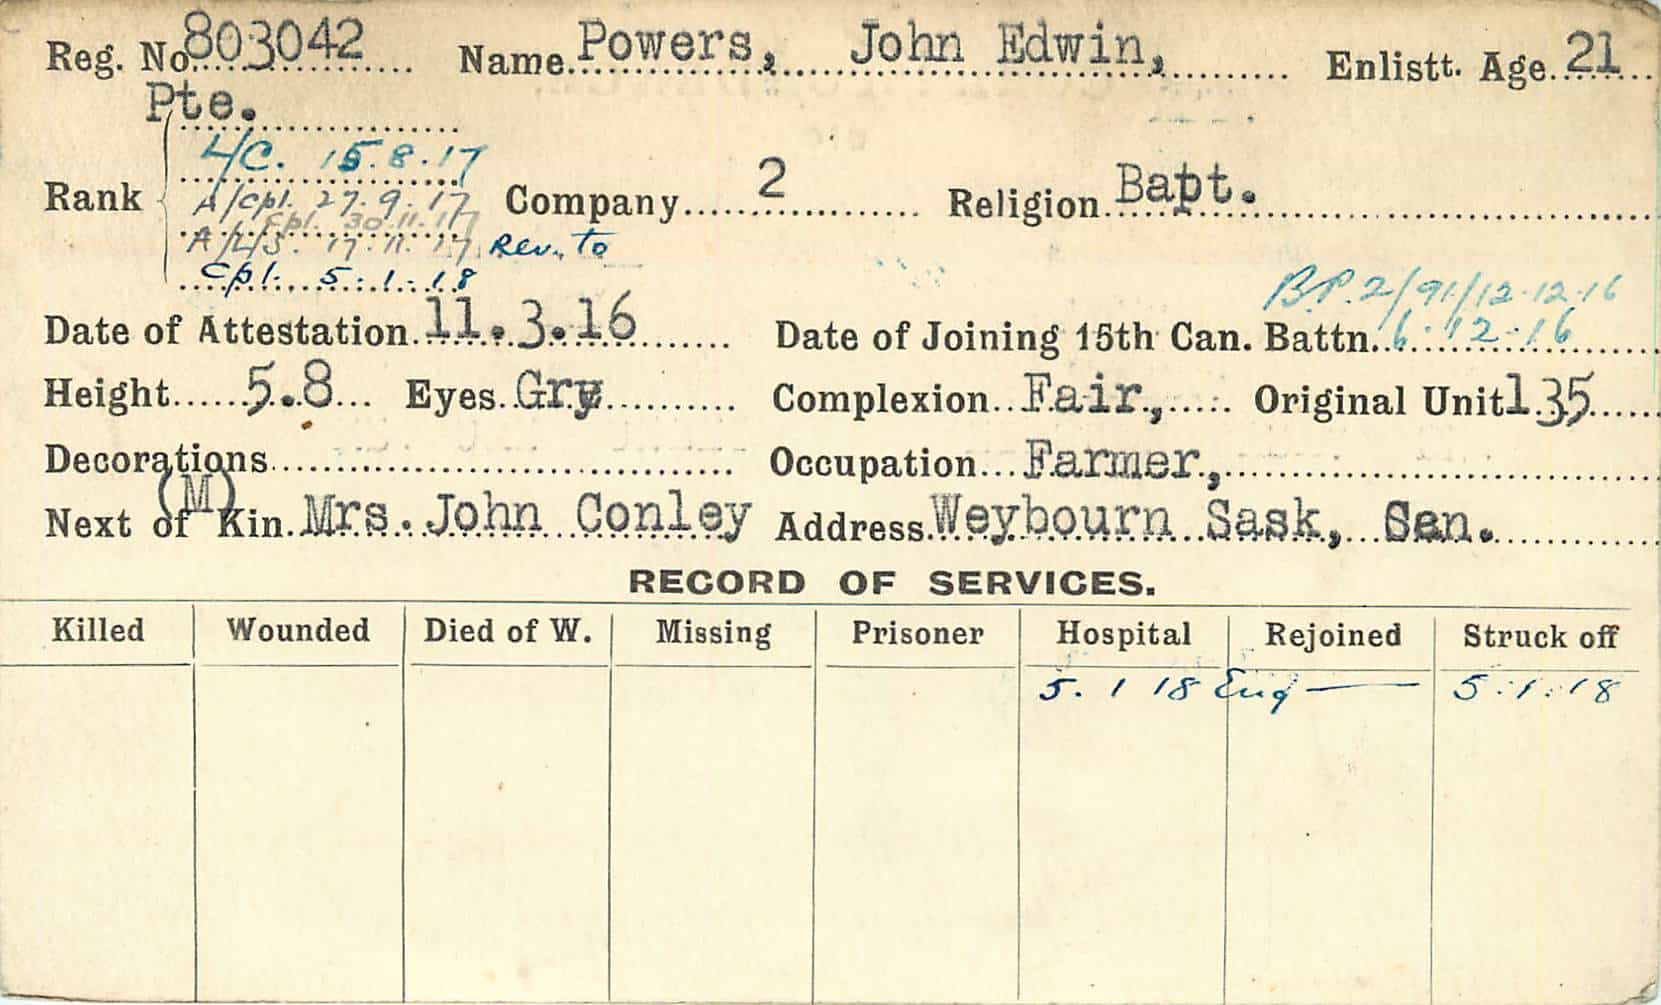 Reg. No. 803042 Name. Powers, John Edwin, Enlistt. Age. 21
Pte.
L/C. 15.8.17
Rank A/Cpl. 27.9.17 Company 2 Religion Bapt.
Cpl. 30.11.17
A/L/S. 17.11.17 Rev. to
Cpl. 5.1.18
B.P.2/91/12.12.16
Date of Attestation 11.3.16 Date of Joining 15th Can. Battn. 6.12.16
Height 5.8 Eyes Gry Complexion Fair, Original Unit 135
Decorations Occupation Farmer,
(M)
Next of Kin. Mrs. John Conley Address. Weybourn Sask, Can.
RECORD OF SERVICES.
Killed Wounded Died of W. Missing Prisoner Hospital Rejoined Struck off
5.1 18 Eng — 5.1.18